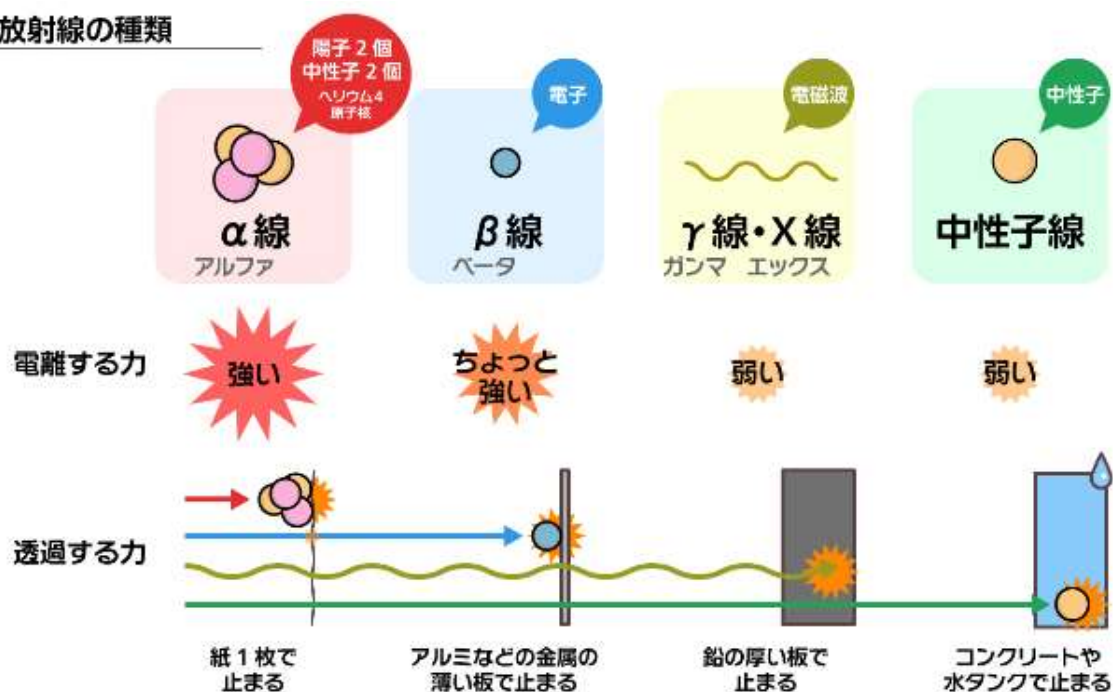 放射線の種類
陽子2個
中性子2個
ヘリウム4
原子核
電子
電磁波
中性子
α線
アルファ
β線
ベータ
γ線・X線
ガンマ エックス
中性子線
電離する力
強い
ちょっと
強い
弱い
弱い
透過する力
紙1枚で
止まる
アルミなどの金属の
薄い板で止まる
鉛の厚い板で
止まる
コンクリートや
水タンクで止まる